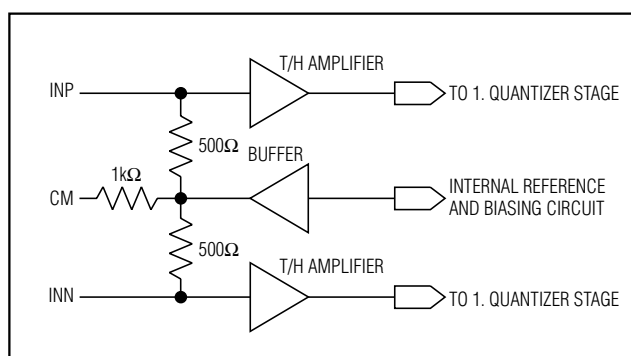 T/H AMPLIFIER
INP
TO 1. QUANTIZER STAGE
500Ω
BUFFER
1kΩ
CM
INTERNAL REFERENCE
AND BIASING CIRCUIT
500Ω
T/H AMPLIFIER
INN
TO 1. QUANTIZER STAGE